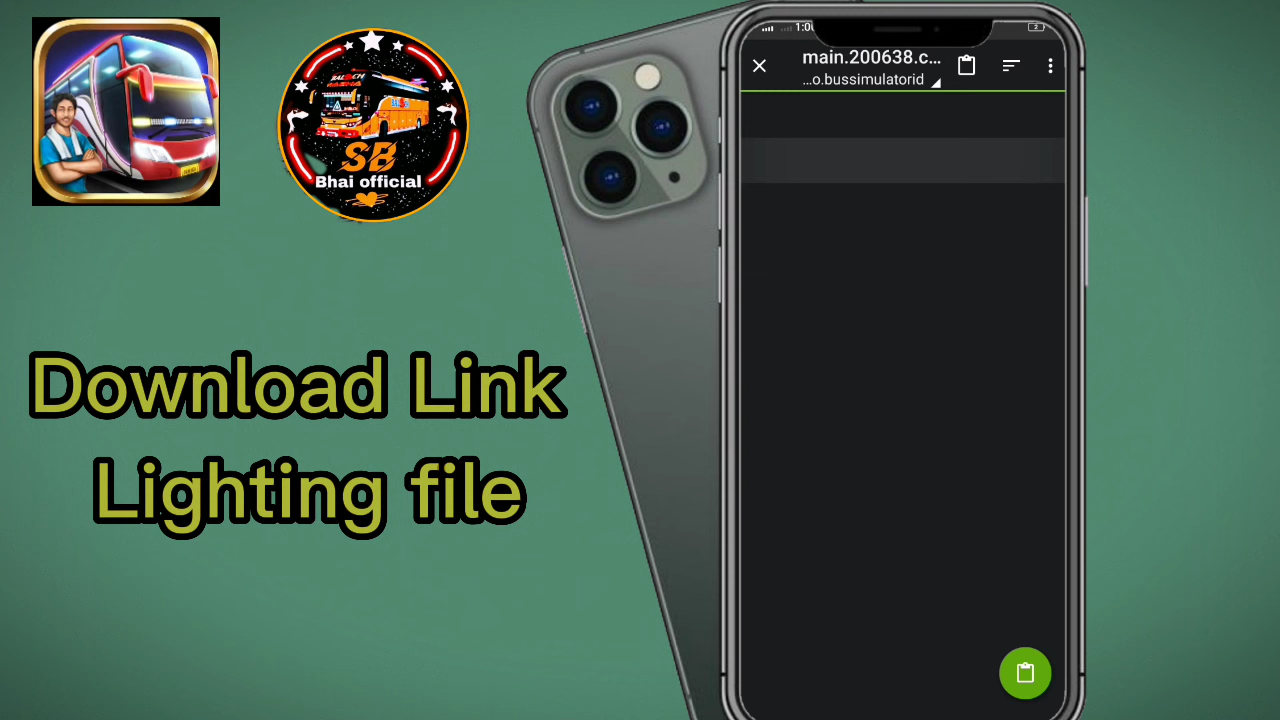 SB
Bhai official
Download Link
Lighting file
main.200638.c...
...o.bussimulatorid